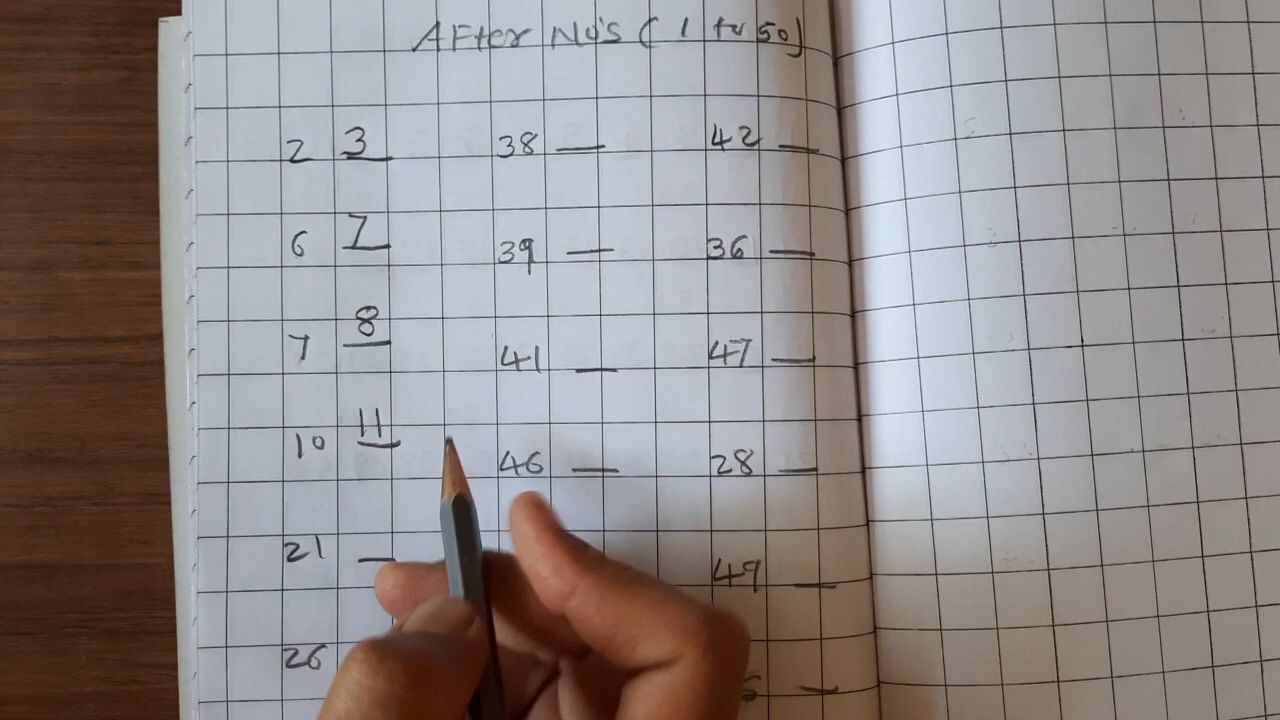 After No's ( 1 to 50)
2 3 38 __ 42 __
6 7 39 __ 36 __
7 8 41 __ 47 __
10 11 46 __ 28 __
21 __ 49 __
26 __